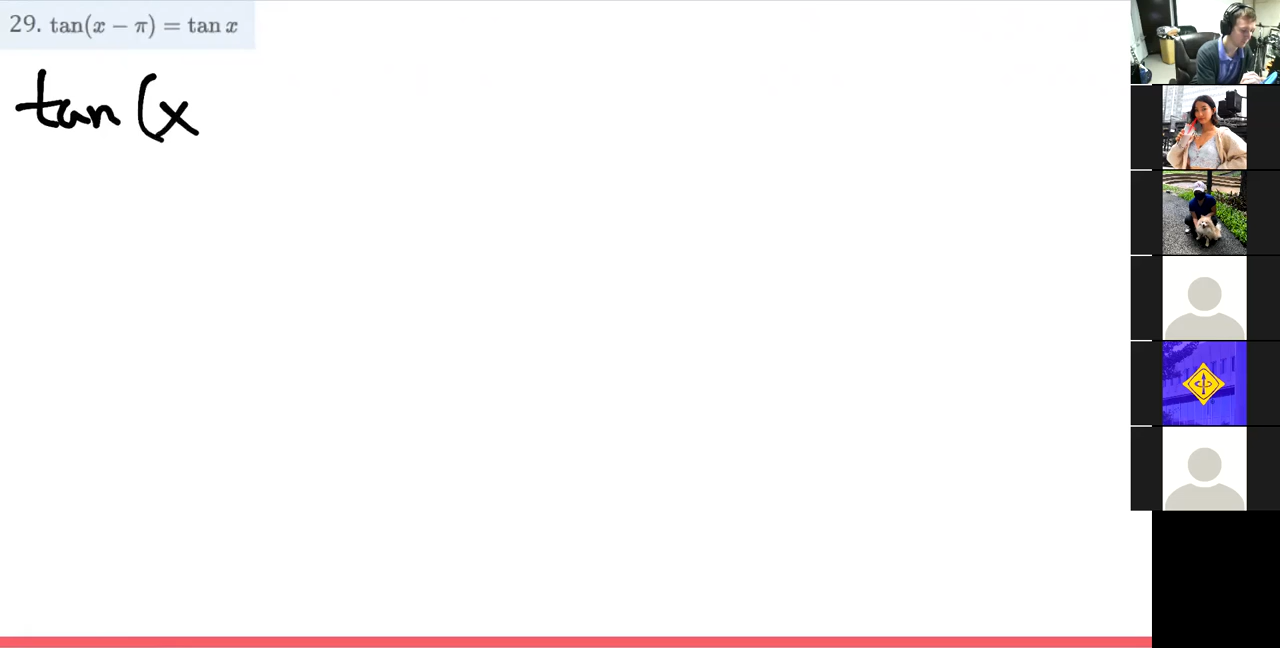 29. tan(x − π) = tan x
tan (x